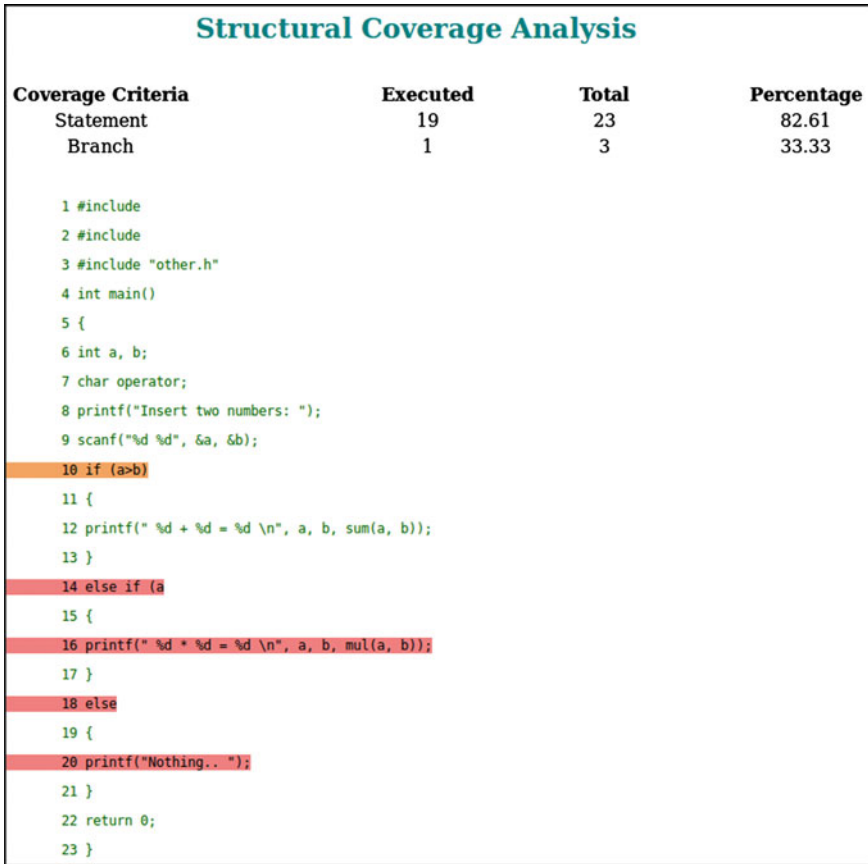 Structural Coverage Analysis
Coverage Criteria Executed Total Percentage
Statement 19 23 82.61
Branch 1 3 33.33
1 #include
2 #include
3 #include "other.h"
4 int main()
5 {
6 int a, b;
7 char operator;
8 printf("Insert two numbers: ");
9 scanf("%d %d", &a, &b);
10 if (a>b)
11 {
12 printf(" %d + %d = %d \n", a, b, sum(a, b));
13 }
14 else if (a
15 {
16 printf(" %d * %d = %d \n", a, b, mul(a, b));
17 }
18 else
19 {
20 printf("Nothing.. ");
21 }
22 return 0;
23 }